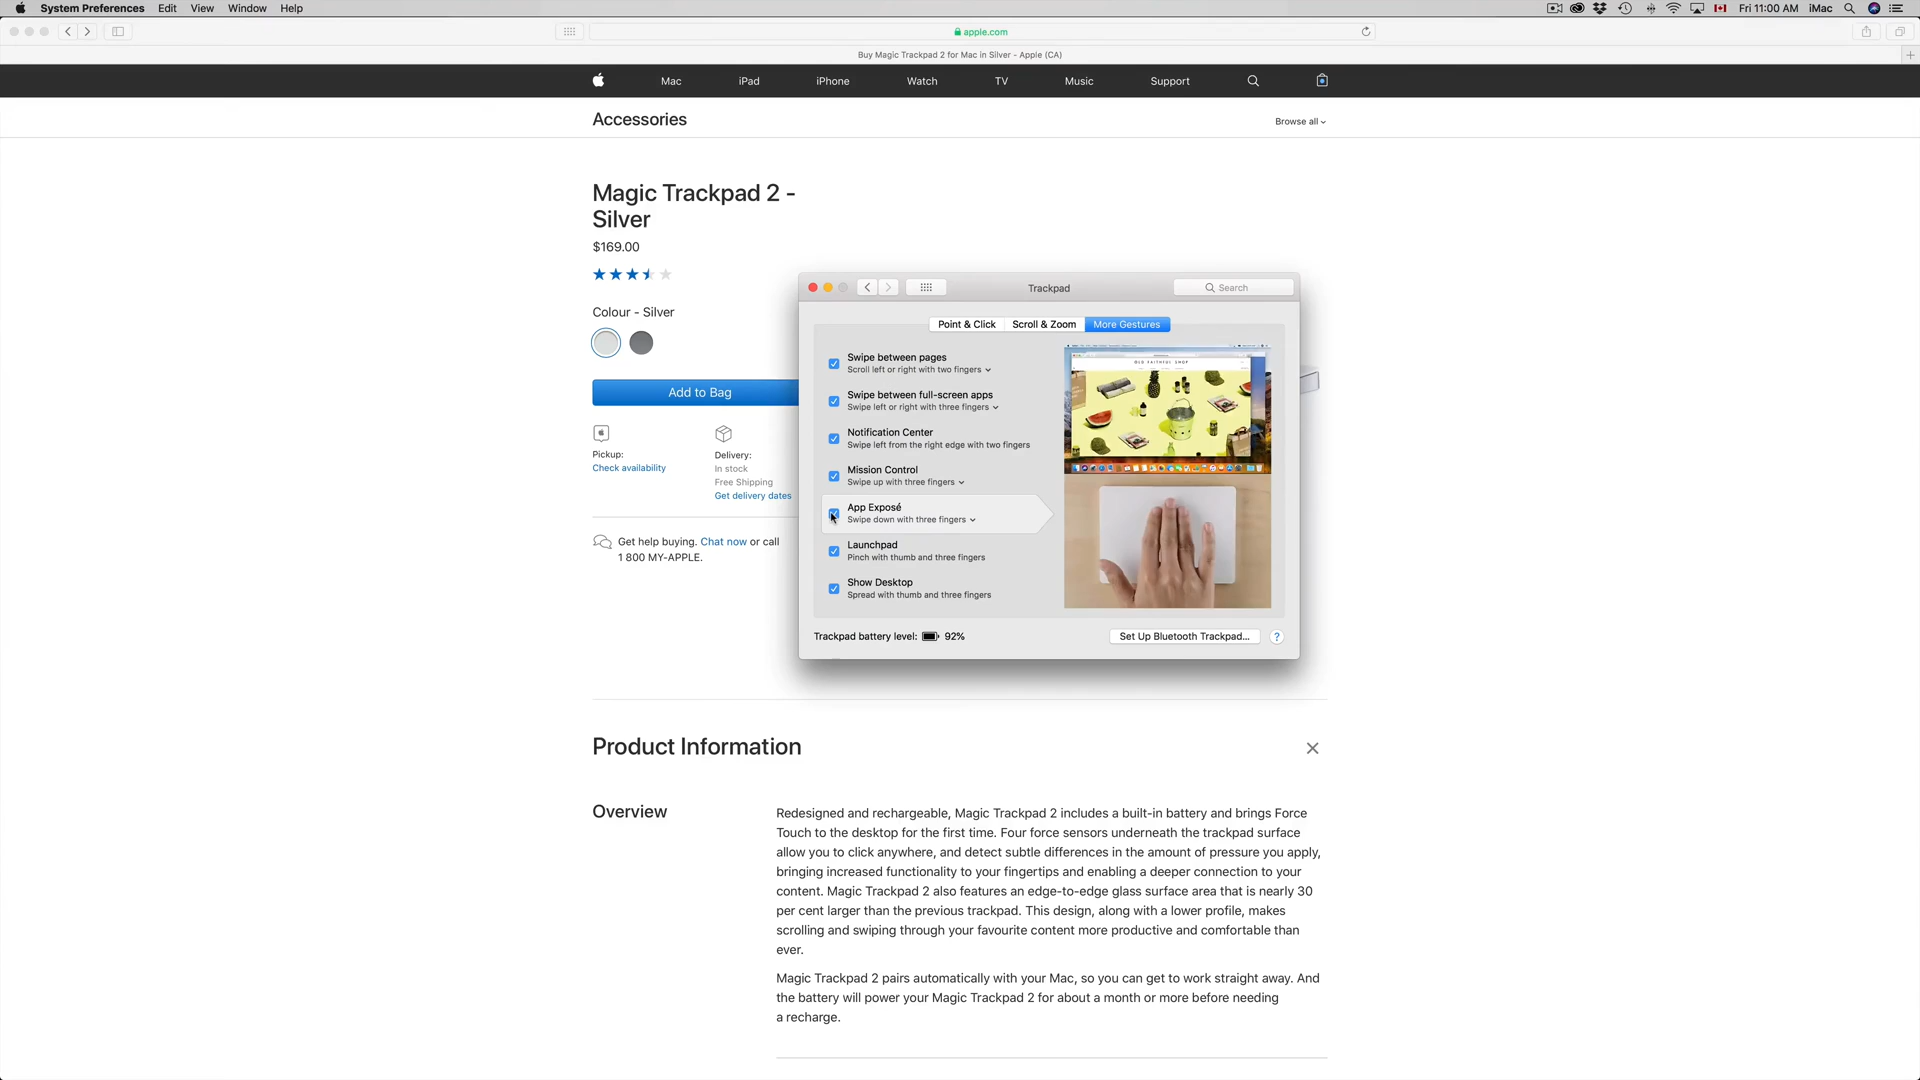 System Preferences Edit View Window Help
Fri 11:00 AM iMac
apple.com
Buy Magic Trackpad 2 for Mac in Silver - Apple (CA)
Mac iPad iPhone Watch TV Music Support
Accessories
Browse all
Magic Trackpad 2 -
Silver
$169.00
Colour - Silver
Add to Bag
Pickup:
Check availability
Delivery:
In stock
Free Shipping
Get delivery dates
Get help buying. Chat now or call
1 800 MY-APPLE.
Trackpad
Search
Point & Click Scroll & Zoom More Gestures
Swipe between pages
Scroll left or right with two fingers
Swipe between full-screen apps
Swipe left or right with three fingers
Notification Center
Swipe left from the right edge with two fingers
Mission Control
Swipe up with three fingers
App Exposé
Swipe down with three fingers
Launchpad
Pinch with thumb and three fingers
Show Desktop
Spread with thumb and three fingers
OLD FAITHFUL SHOP
Trackpad battery level: 92%
Set Up Bluetooth Trackpad...
?
Product Information
Overview
Redesigned and rechargeable, Magic Trackpad 2 includes a built-in battery and brings Force
Touch to the desktop for the first time. Four force sensors underneath the trackpad surface
allow you to click anywhere, and detect subtle differences in the amount of pressure you apply,
bringing increased functionality to your fingertips and enabling a deeper connection to your
content. Magic Trackpad 2 also features an edge-to-edge glass surface area that is nearly 30
per cent larger than the previous trackpad. This design, along with a lower profile, makes
scrolling and swiping through your favourite content more productive and comfortable than
ever.
Magic Trackpad 2 pairs automatically with your Mac, so you can get to work straight away. And
the battery will power your Magic Trackpad 2 for about a month or more before needing
a recharge.